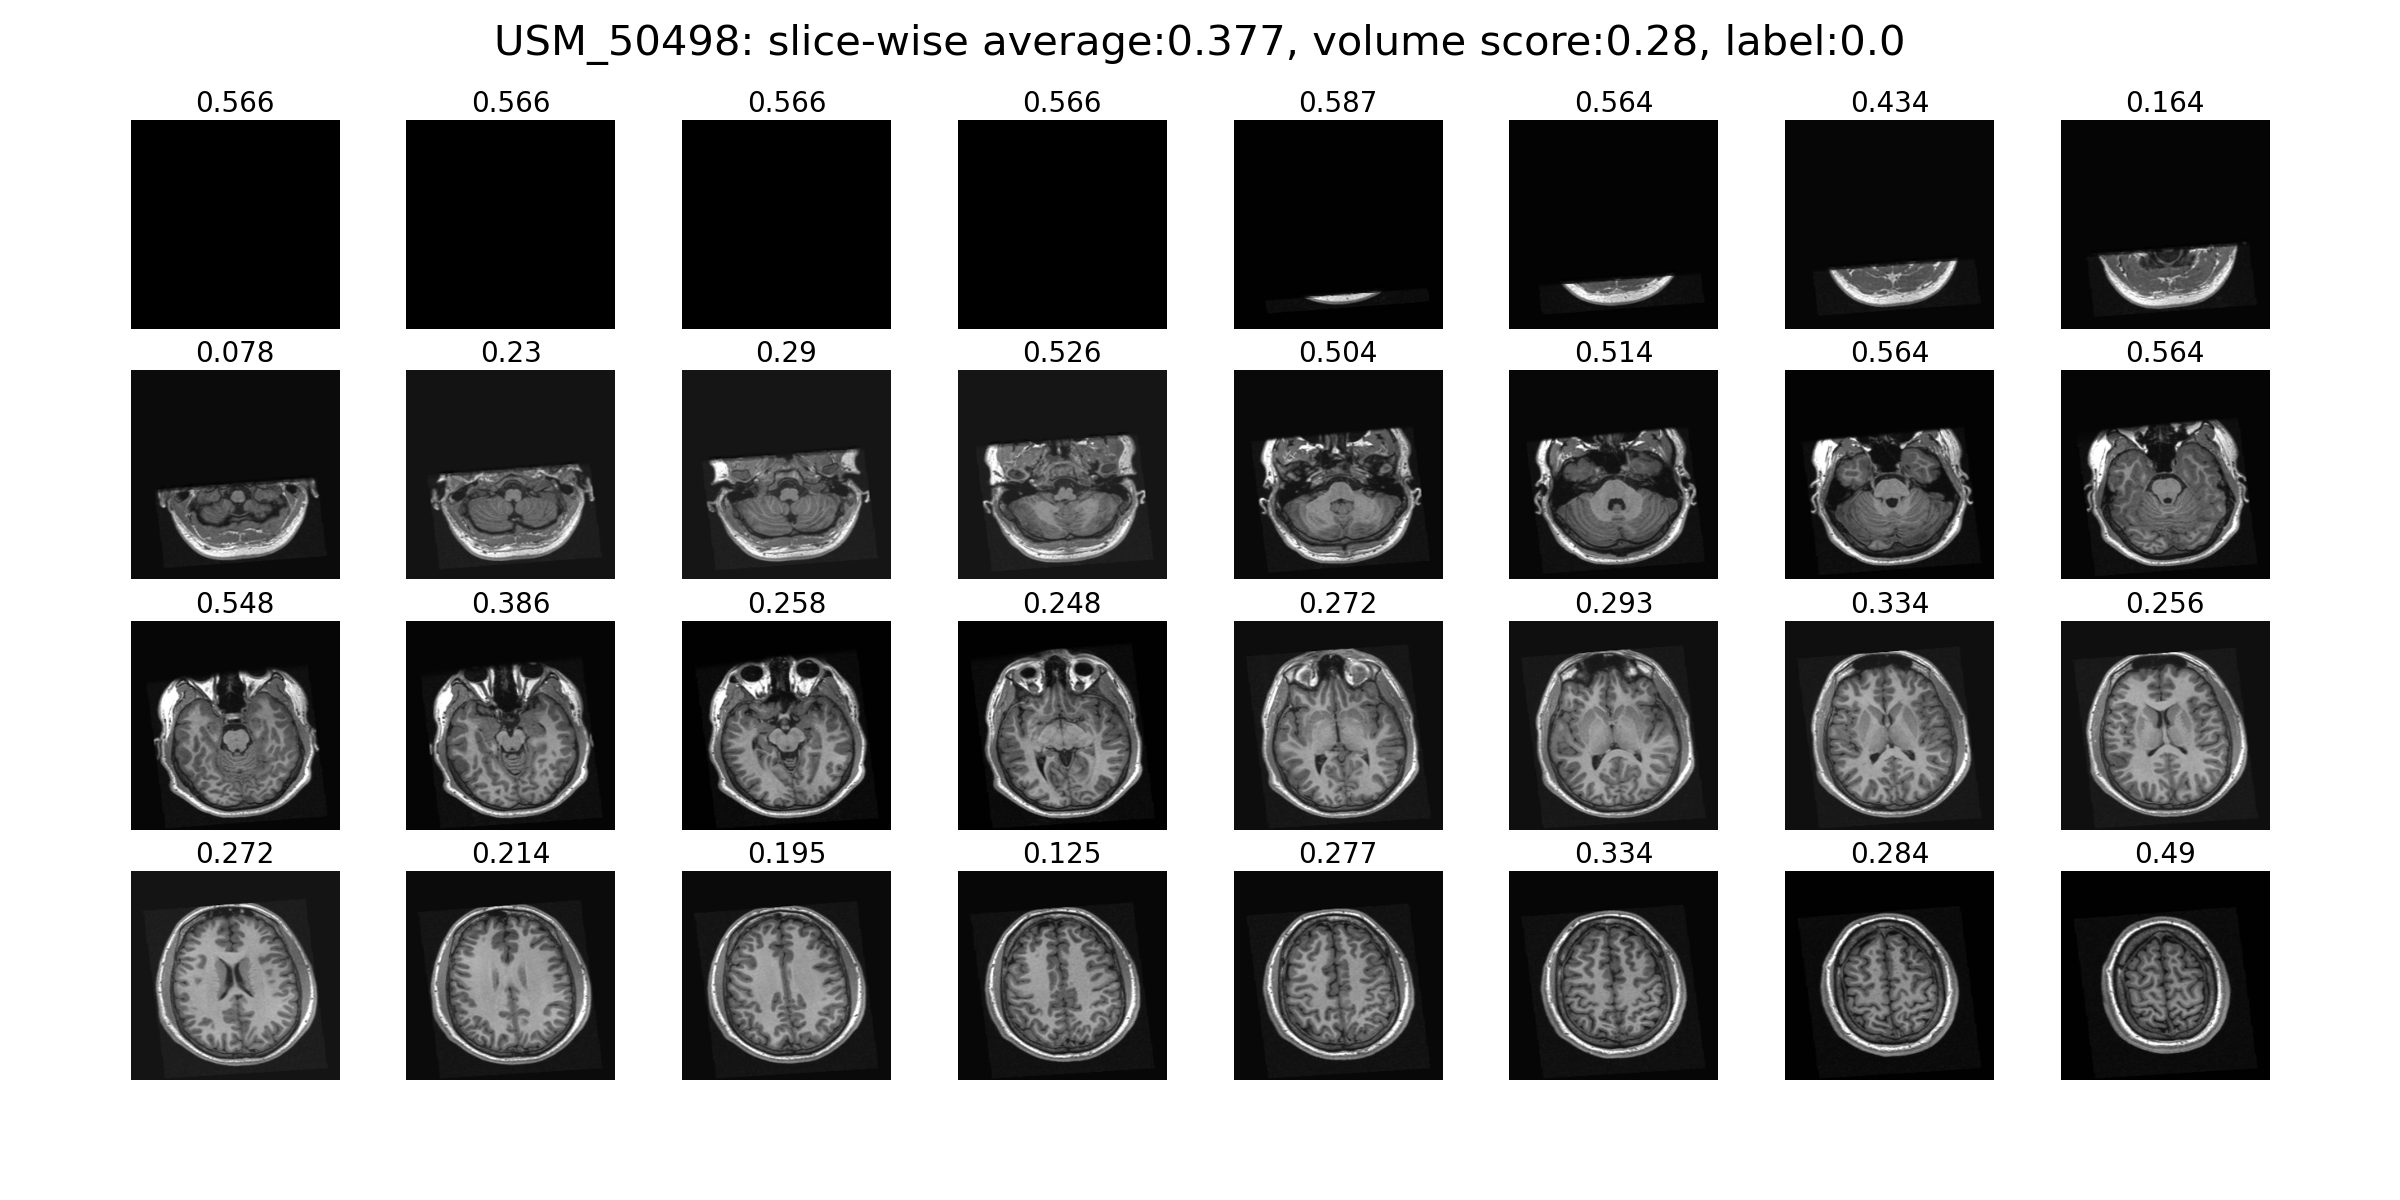 USM_50498: slice-wise average:0.377, volume score:0.28, label:0.0
0.566 0.566 0.566 0.566 0.587 0.564 0.434 0.164
0.078 0.23 0.29 0.526 0.504 0.514 0.564 0.564
0.548 0.386 0.258 0.248 0.272 0.293 0.334 0.256
0.272 0.214 0.195 0.125 0.277 0.334 0.284 0.49